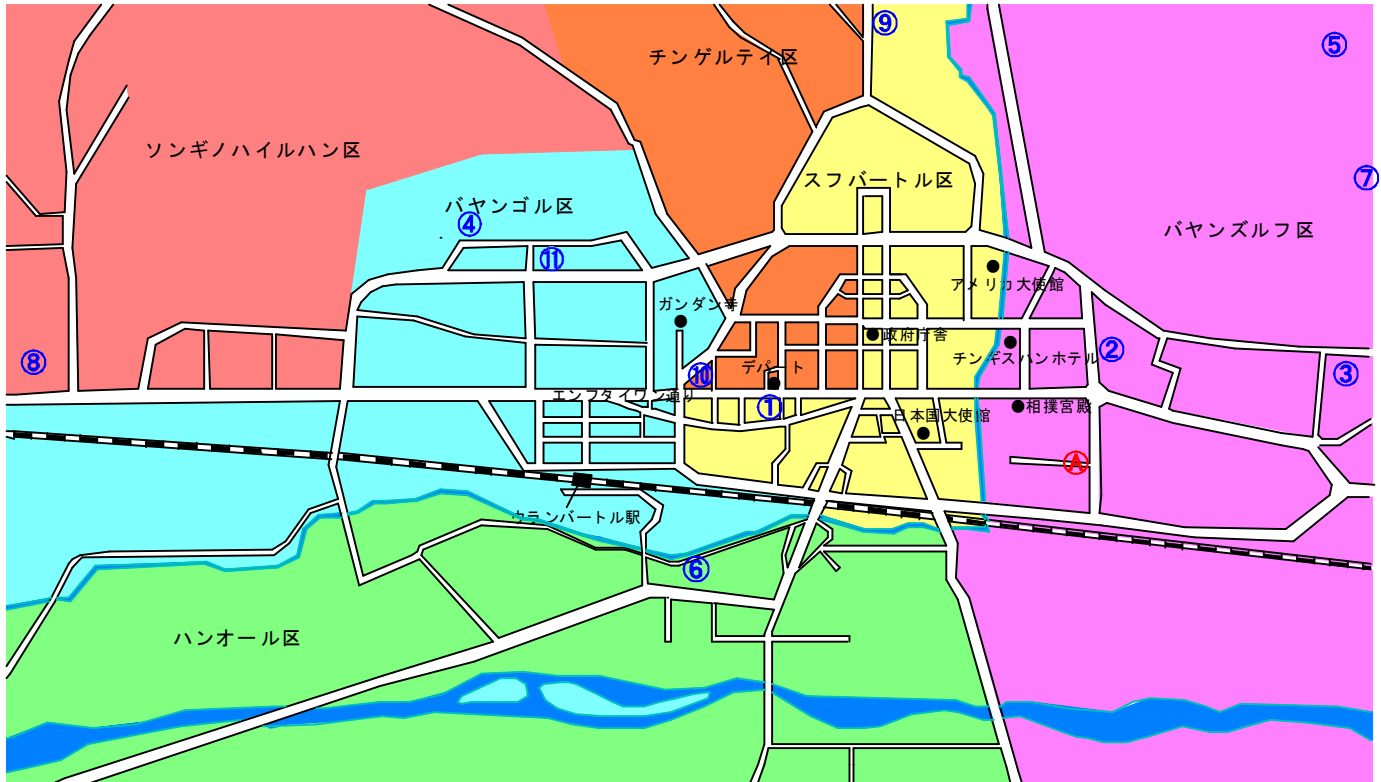 ⑨
⑤
チンゲルテイ区
ソンギノハイルハン区
スフバートル区
⑦
バヤンゴル区
④
バヤンズルフ区
⑪
アメリカ大使館
ガンダン寺
政府庁舎
チンギスハンホテル
②
⑧
デパート
⑩
③
エンフタイワン通り
①
日本国大使館
相撲宮殿
Ⓐ
ウランバートル駅
⑥
ハンオール区